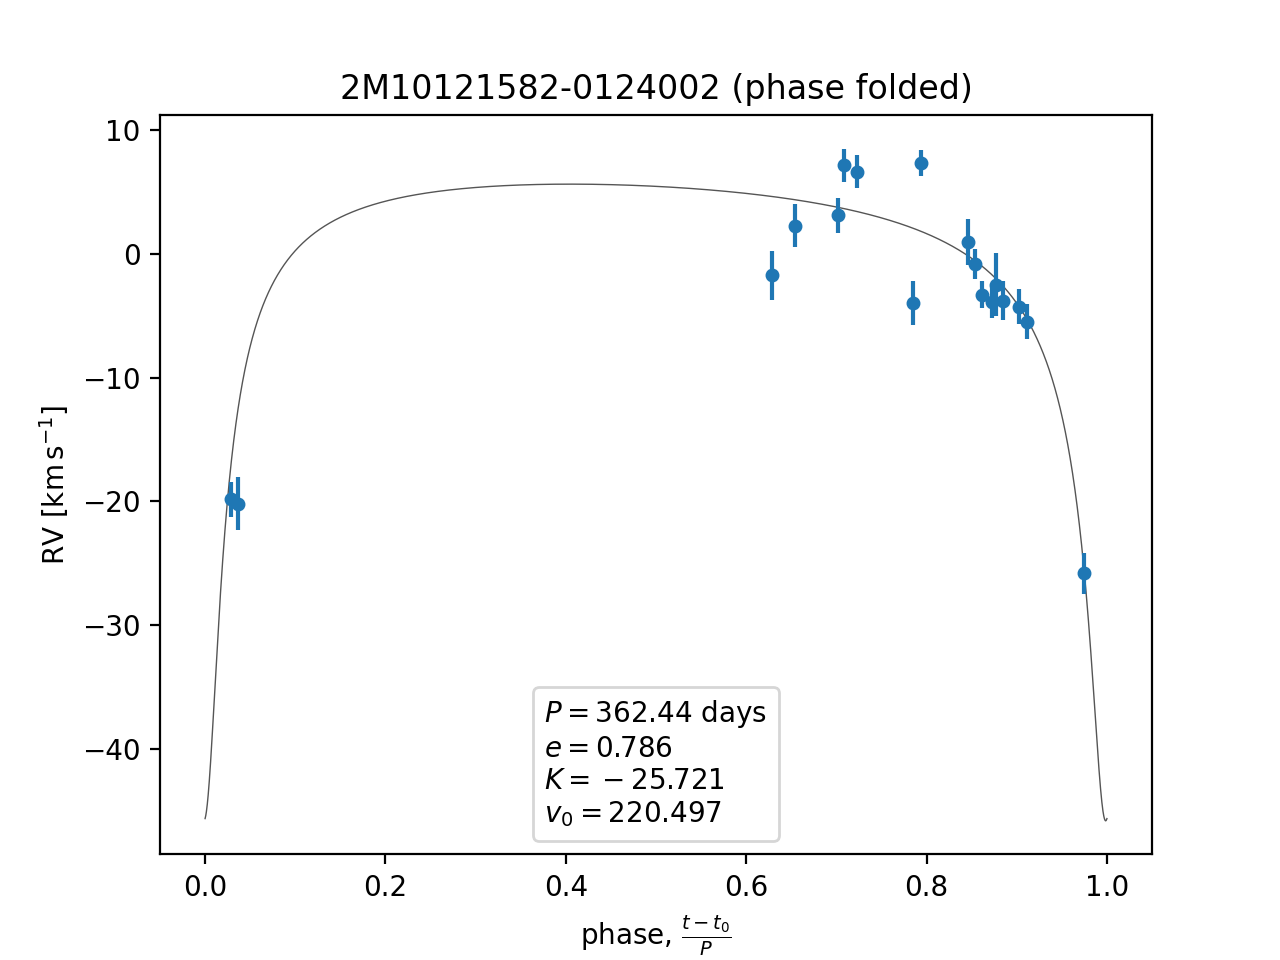 2M10121582-0124002 (phase folded)
10
0
−10
−20
−30
−40
RV [km s⁻¹]
P = 362.44 days
e = 0.786
K = −25.721
v₀ = 220.497
0.0 0.2 0.4 0.6 0.8 1.0
phase, (t − t₀)/P